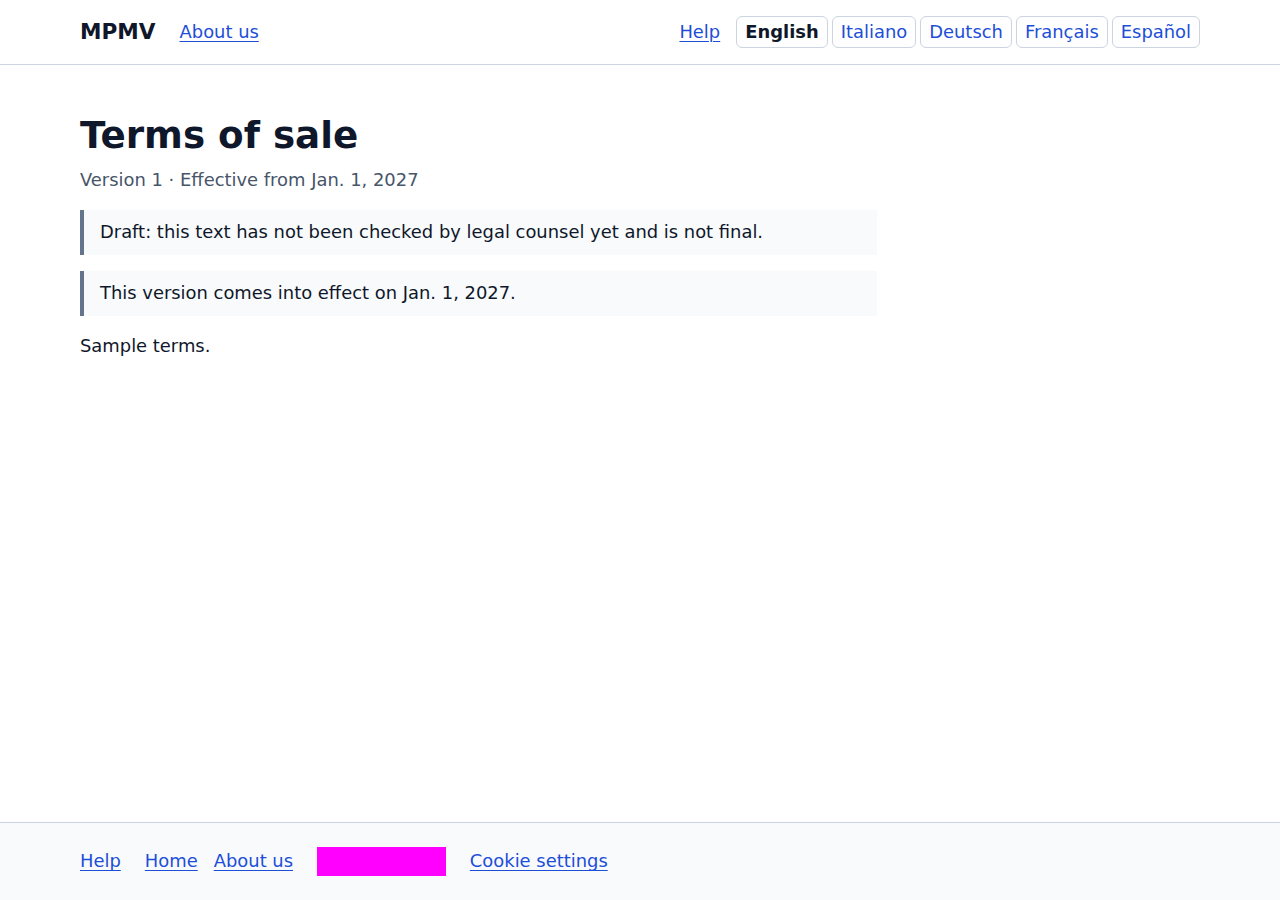 MPMV About us Help English Italiano Deutsch Français Español
Terms of sale
Version 1 · Effective from Jan. 1, 2027
Draft: this text has not been checked by legal counsel yet and is not final.
This version comes into effect on Jan. 1, 2027.
Sample terms.
Help Home About us Cookie settings